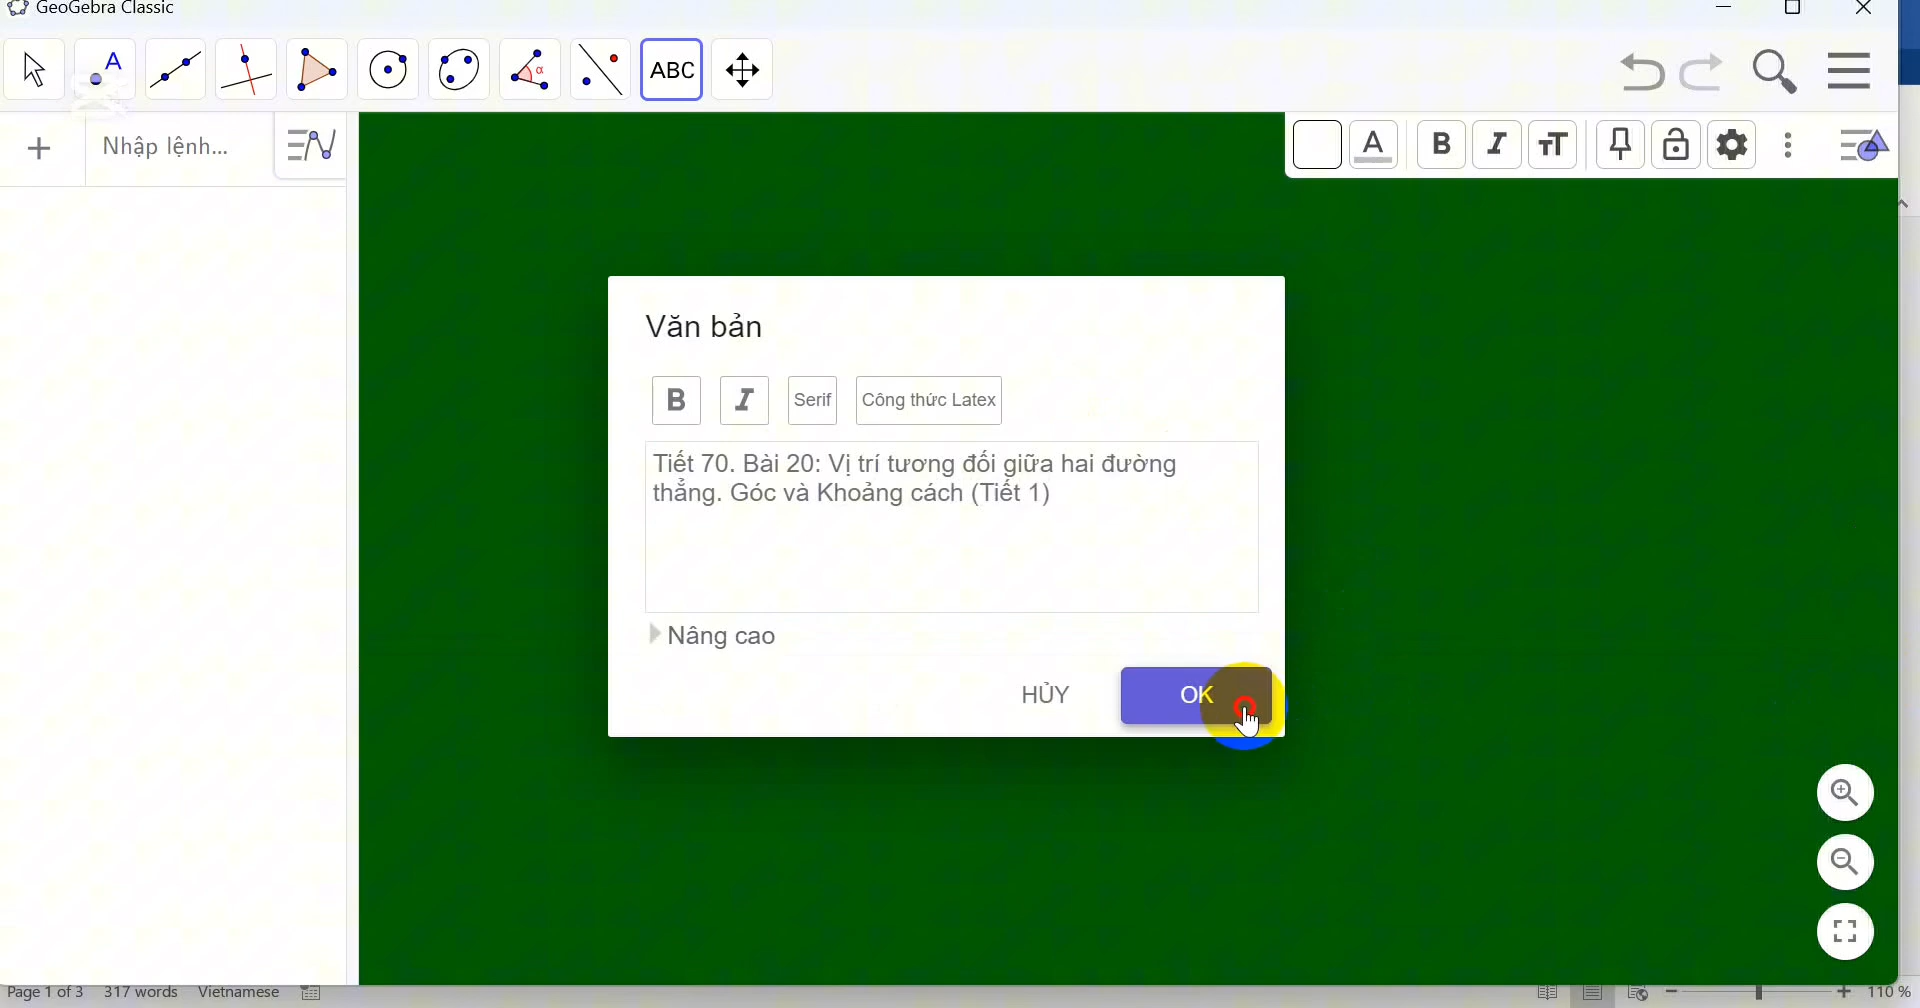 GeoGebra Classic
A
α
ABC
Nhập lệnh...
A
B
I
TT
Văn bản
B
I
Serif
Công thức Latex
Tiết 70. Bài 20: Vị trí tương đối giữa hai đường
thẳng. Góc và Khoảng cách (Tiết 1)
Nâng cao
HỦY
OK
Page 1 of 3
317 words
Vietnamese
110 %